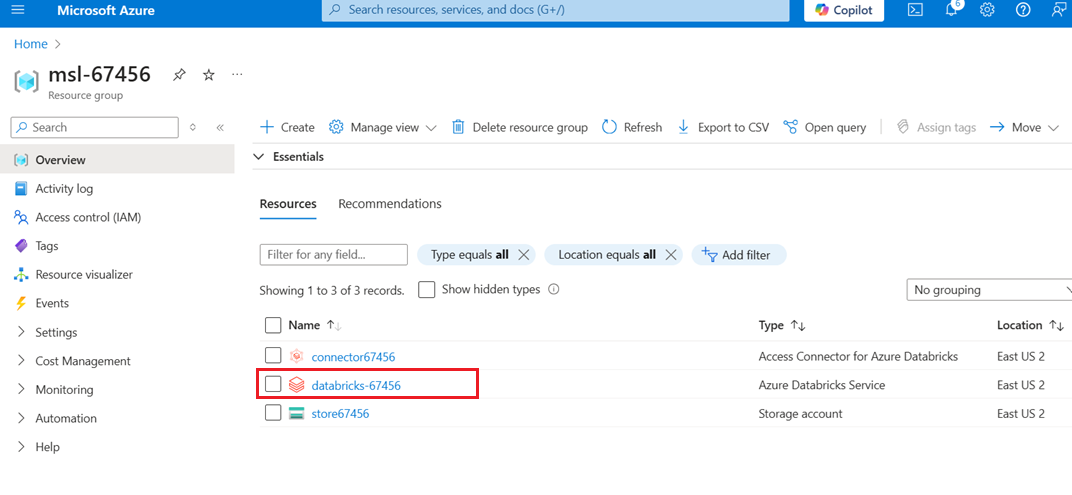 Microsoft Azure
Search resources, services, and docs (G+/)
Copilot
6
Home
msl-67456
Resource group
Search
Create
Manage view
Delete resource group
Refresh
Export to CSV
Open query
Assign tags
Move
Overview
Activity log
Access control (IAM)
Tags
Resource visualizer
Events
Settings
Cost Management
Monitoring
Automation
Help
Essentials
Resources Recommendations
Filter for any field...
Type equals all
Location equals all
Add filter
Showing 1 to 3 of 3 records.
Show hidden types
No grouping
Name Type Location
connector67456 Access Connector for Azure Databricks East US 2
databricks-67456 Azure Databricks Service East US 2
store67456 Storage account East US 2